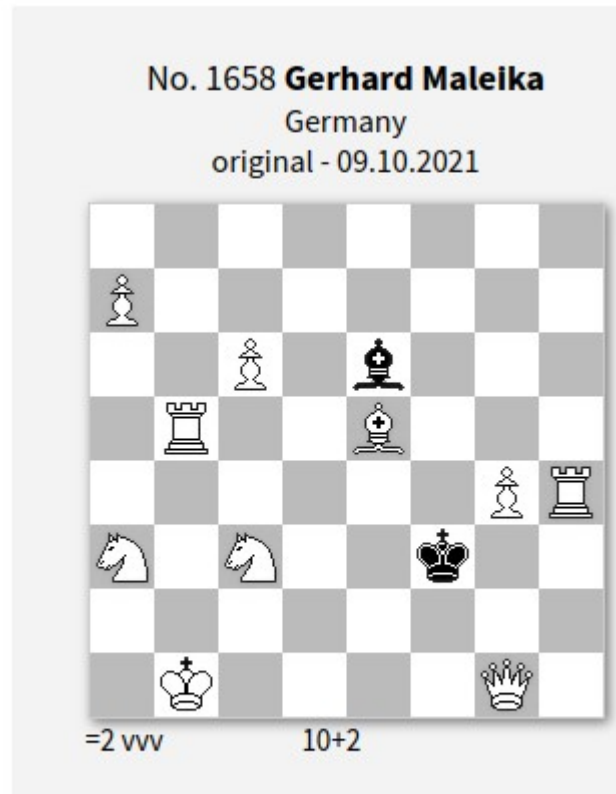 No. 1658 Gerhard Maleika
Germany
original - 09.10.2021
=2 vvv 10+2